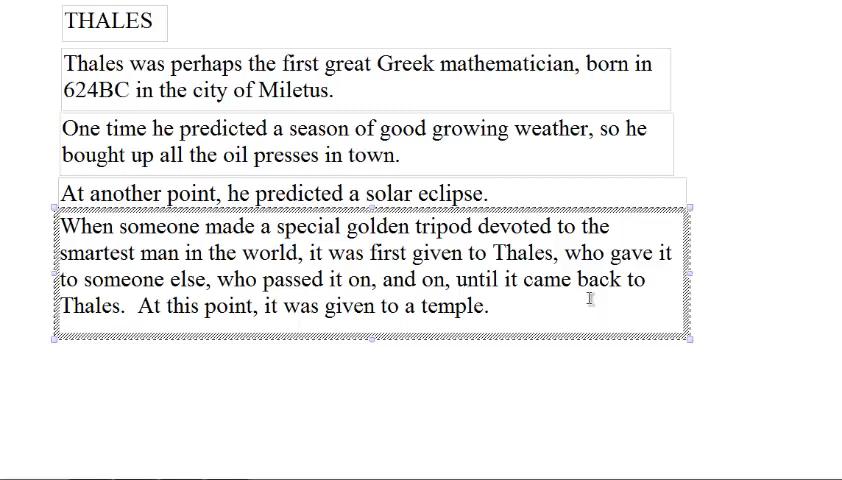 THALES
Thales was perhaps the first great Greek mathematician, born in
624BC in the city of Miletus.
One time he predicted a season of good growing weather, so he
bought up all the oil presses in town.
At another point, he predicted a solar eclipse.
When someone made a special golden tripod devoted to the
smartest man in the world, it was first given to Thales, who gave it
to someone else, who passed it on, and on, until it came back to
Thales.  At this point, it was given to a temple.